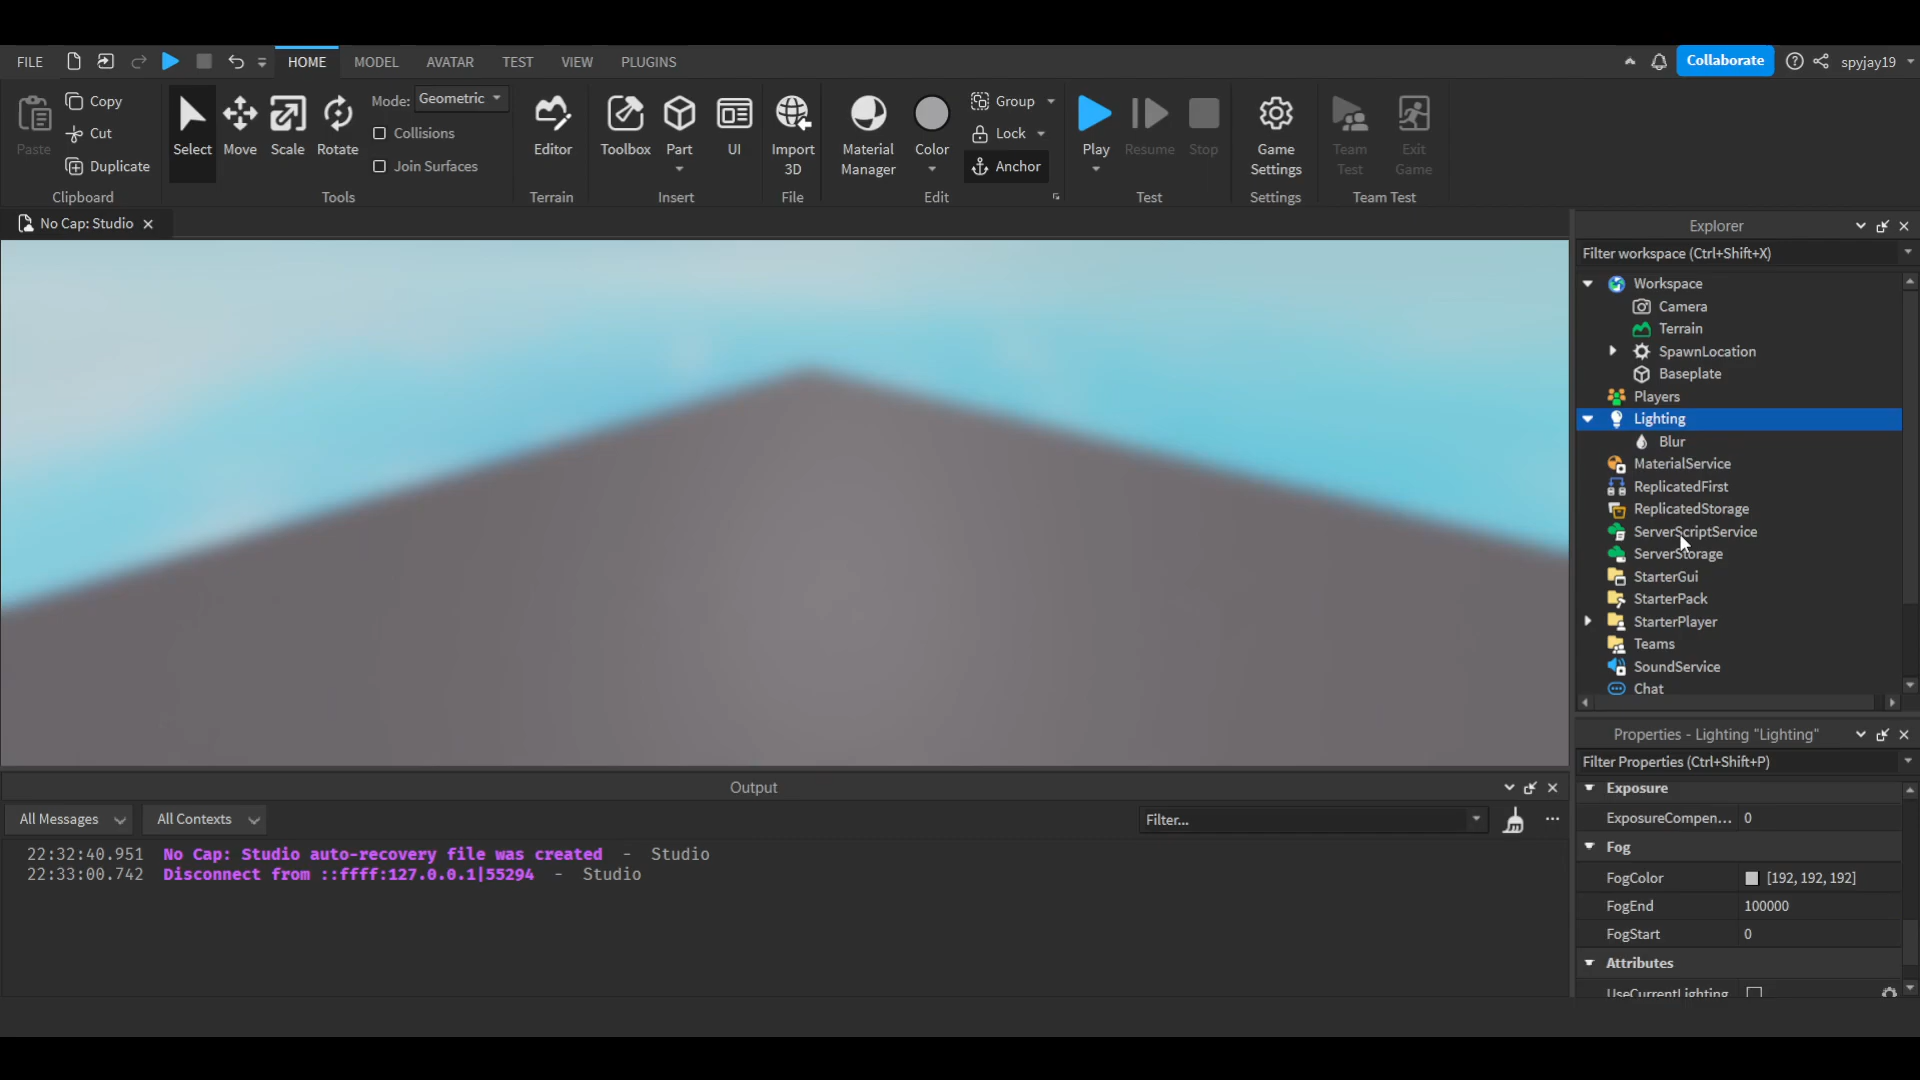 FILE HOME MODEL AVATAR TEST VIEW PLUGINS Collaborate spyjay19
Paste Copy Cut Duplicate
Clipboard
Select Move Scale Rotate Mode: Geometric
Collisions
Join Surfaces
Tools
Editor
Terrain
Toolbox Part UI
Insert
Import 3D
File
Material Manager Color Group Lock Anchor
Edit
Play Resume Stop
Test
Game Settings
Settings
Team Test Exit Game
Team Test
No Cap: Studio
Explorer
Filter workspace (Ctrl+Shift+X)
Workspace
Camera
Terrain
SpawnLocation
Baseplate
Players
Lighting
Blur
MaterialService
ReplicatedFirst
ReplicatedStorage
ServerScriptService
ServerStorage
StarterGui
StarterPack
StarterPlayer
Teams
SoundService
Chat
Properties - Lighting "Lighting"
Filter Properties (Ctrl+Shift+P)
Exposure
ExposureCompen... 0
Fog
FogColor [192, 192, 192]
FogEnd 100000
FogStart 0
Attributes
UseCurrentLighting
Output
All Messages All Contexts Filter...
22:32:40.951 No Cap: Studio auto-recovery file was created - Studio
22:33:00.742 Disconnect from ::ffff:127.0.0.1|55294 - Studio